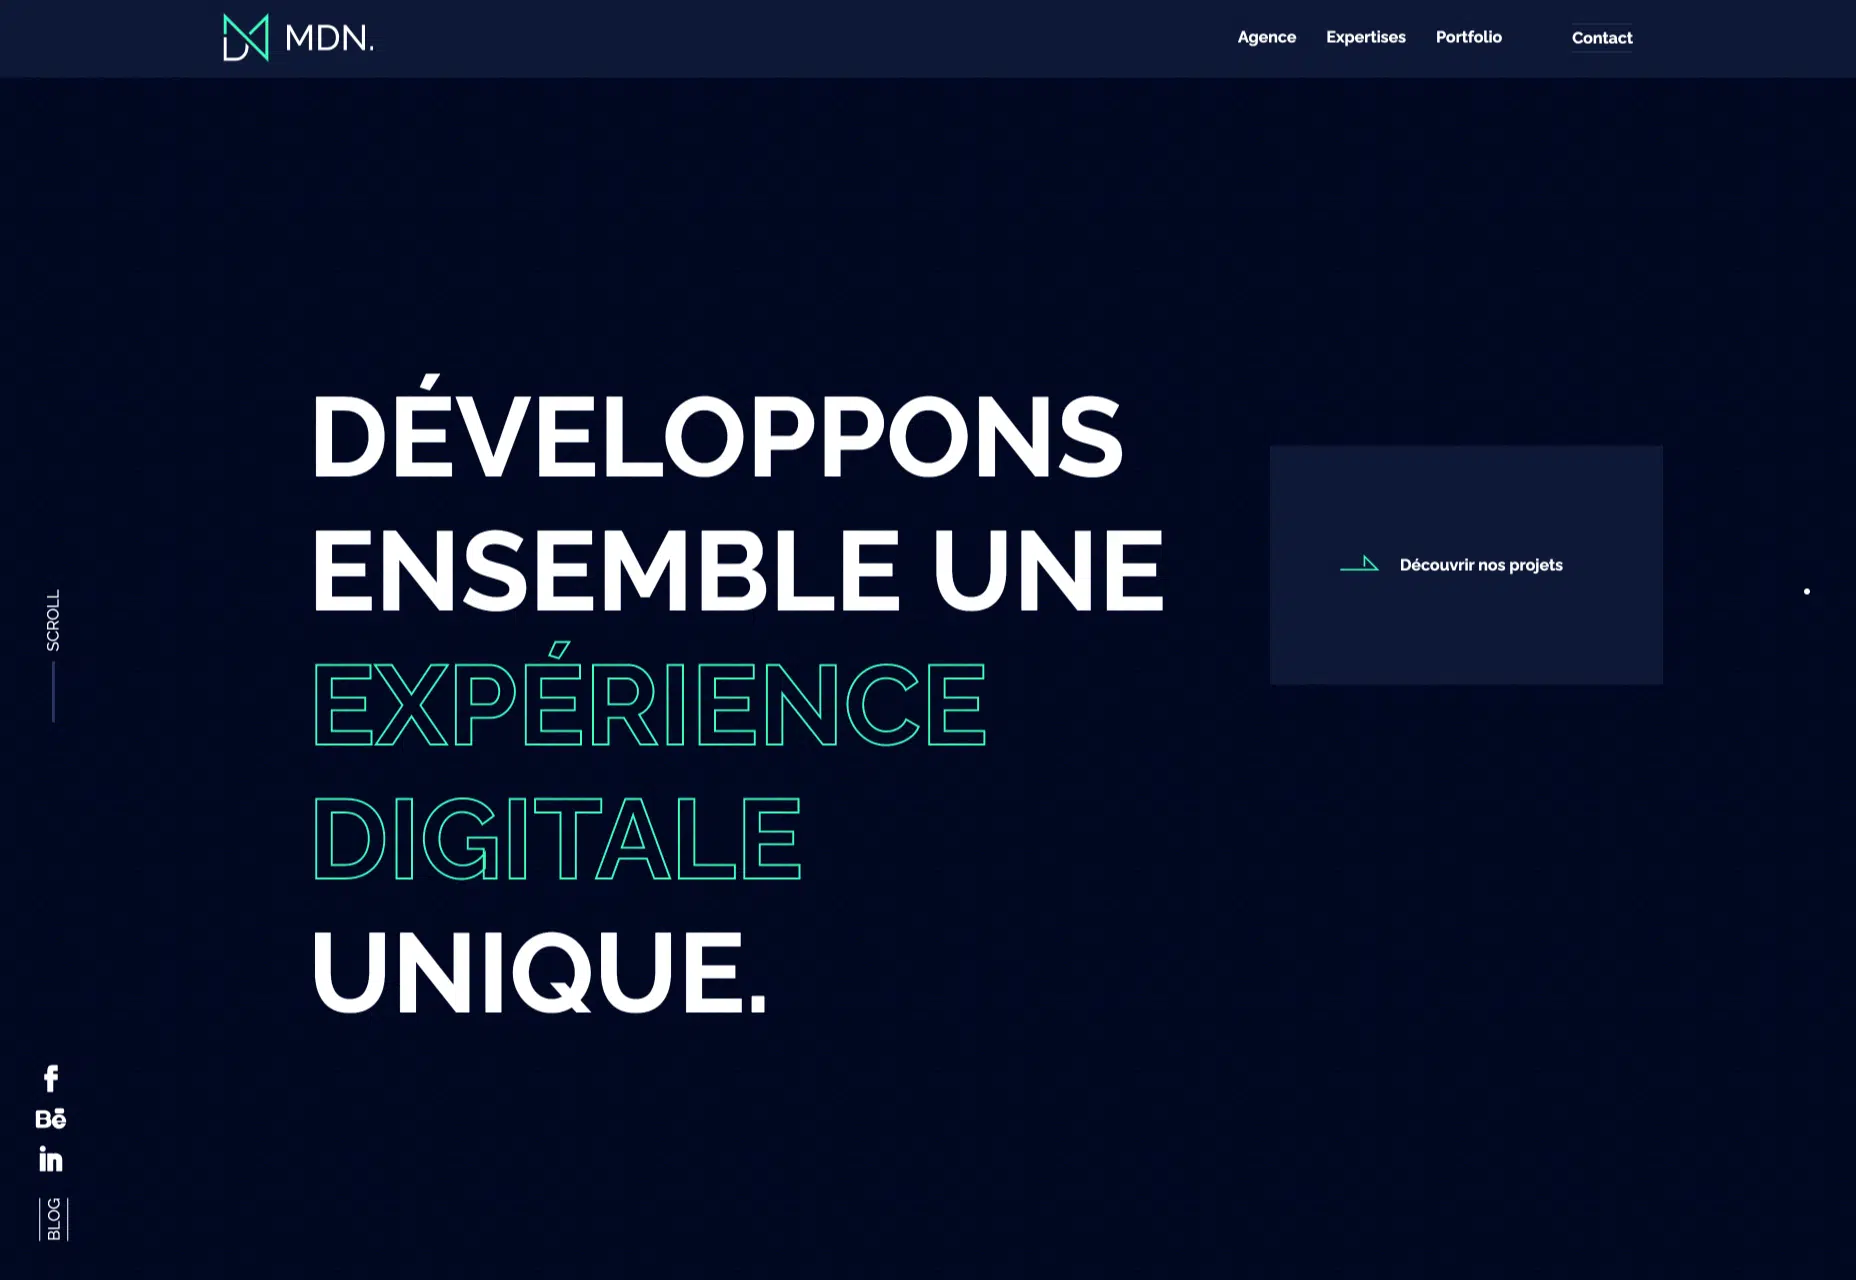 MDN.
Agence
Expertises
Portfolio
Contact
DÉVELOPPONS
ENSEMBLE UNE
EXPÉRIENCE
DIGITALE
UNIQUE.
Découvrir nos projets
SCROLL
f
Bē
in
BLOG